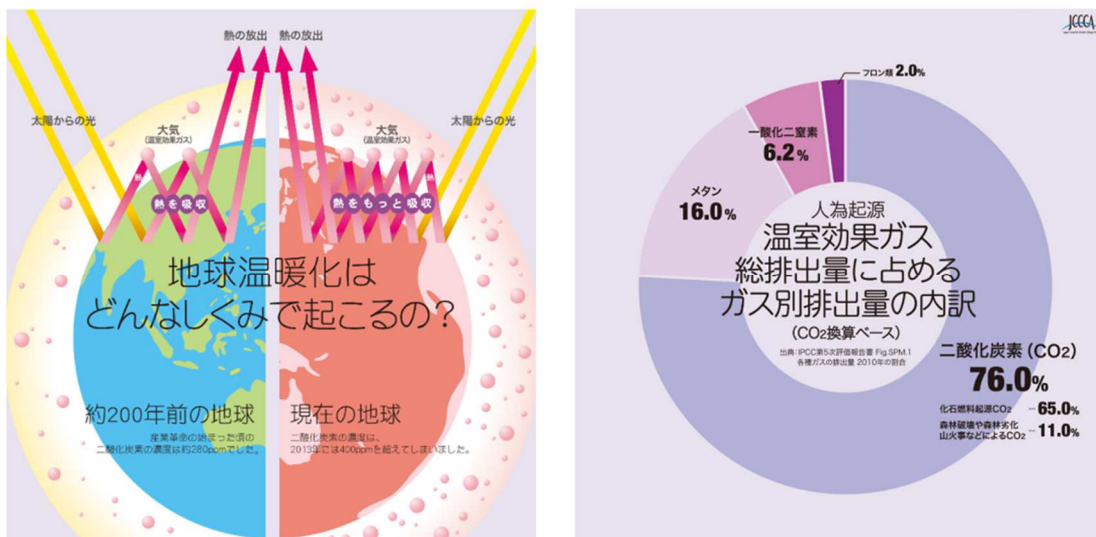 熱の放出 熱の放出
太陽からの光
大気
(温室効果ガス)
大気
(温室効果ガス)
太陽からの光
熱
熱
熱を吸収
熱をもっと吸収
地球温暖化は
どんなしくみで起こるの?
約200年前の地球
産業革命の始まった頃の
二酸化炭素の濃度は約280ppmでした。
現在の地球
二酸化炭素の濃度は、
2013年には400ppmを超えてしまいました。
JCCCA
フロン類 2.0%
一酸化二窒素
6.2%
メタン
16.0%
人為起源
温室効果ガス
総排出量に占める
ガス別排出量の内訳
(CO2換算ベース)
出典:IPCC第5次評価報告書 Fig.SPM.1
各種ガスの排出量 2010年の割合
二酸化炭素(CO2)
76.0%
化石燃料起源CO2 65.0%
森林破壊や森林劣化
山火事などによるCO2 11.0%